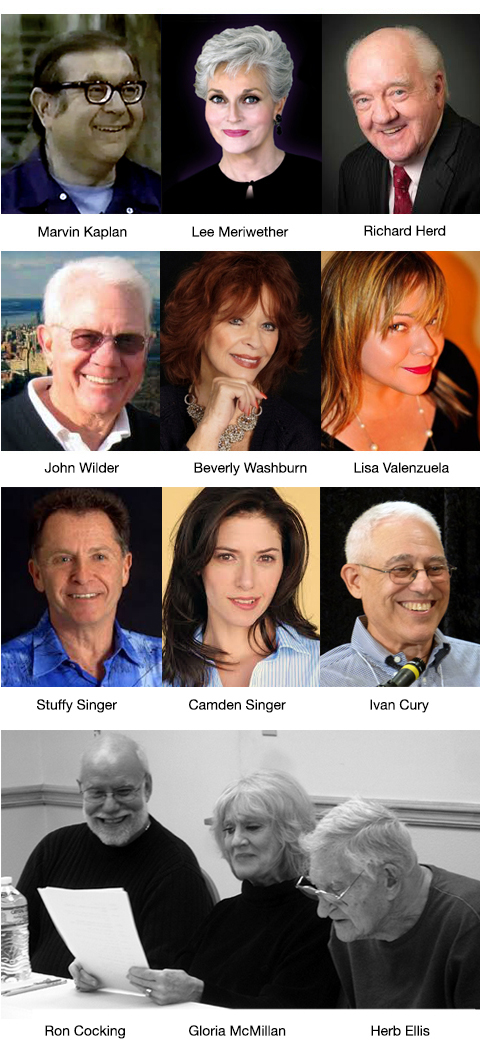 Marvin Kaplan Lee Meriwether Richard Herd
John Wilder Beverly Washburn Lisa Valenzuela
Stuffy Singer Camden Singer Ivan Cury
Ron Cocking Gloria McMillan Herb Ellis